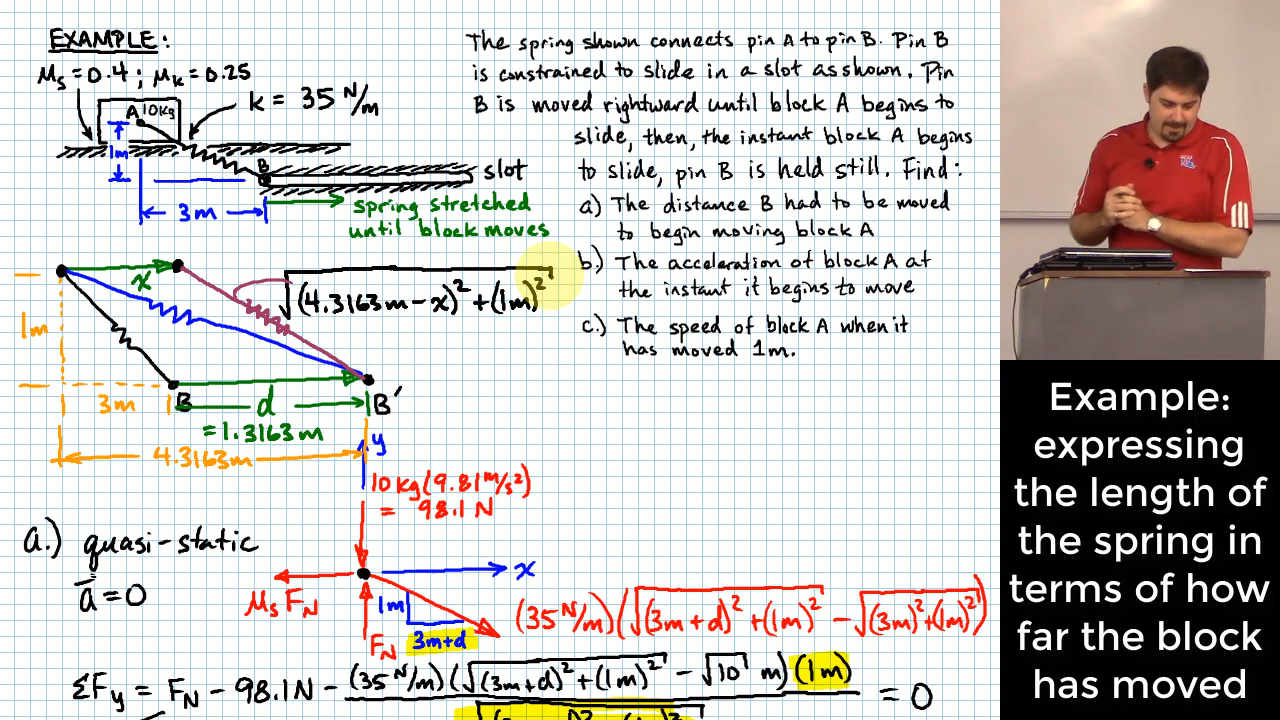 EXAMPLE:
μs = 0.4 ; μk = 0.25
A 10kg
k = 35 N/m
1m
B
slot
3m
spring stretched
until block moves
The spring shown connects pin A to pin B. Pin B
is constrained to slide in a slot as shown. Pin
B is moved rightward until block A begins to
slide, then, the instant block A begins
to slide, pin B is held still. Find:
a.) The distance B had to be moved
to begin moving block A
b.) The acceleration of block A at
the instant it begins to move
c.) The speed of block A when it
has moved 1m.
x
√(4.3163m - x)² + (1m)²
1m
3m
B
d
B'
= 1.3163m
4.3163m
y
10kg(9.81 m/s²)
= 98.1 N
a.) quasi-static
a⃗ = 0
x
μs FN
1m
3m+d
FN
(35 N/m)(√(3m+d)² + (1m)² - √(3m)² + (1m)²)
ΣFy = FN - 98.1N - (35 N/m)(√(3m+d)² + (1m)² - √10 m)(1m) = 0
Example:
expressing
the length of
the spring in
terms of how
far the block
has moved